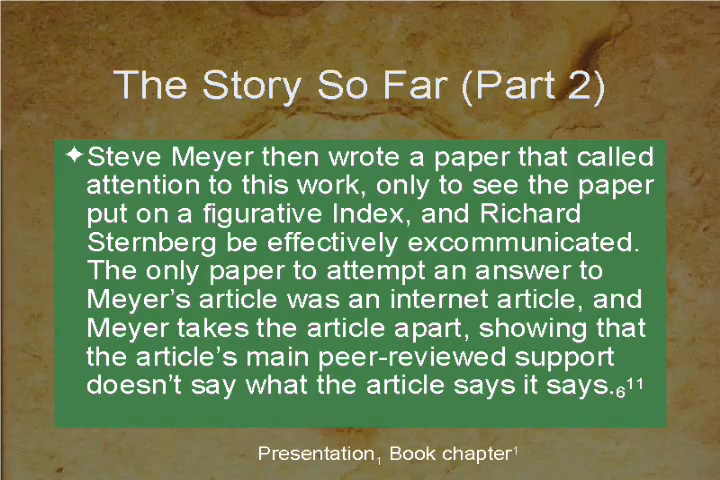 The Story So Far (Part 2)
✦Steve Meyer then wrote a paper that called
attention to this work, only to see the paper
put on a figurative Index, and Richard
Sternberg be effectively excommunicated.
The only paper to attempt an answer to
Meyer’s article was an internet article, and
Meyer takes the article apart, showing that
the article’s main peer-reviewed support
doesn’t say what the article says it says.₆¹¹
Presentation₁ Book chapter¹